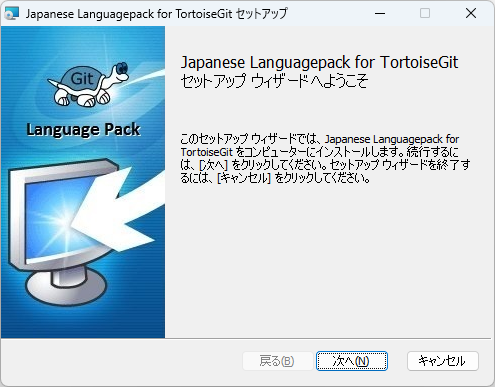 Japanese Languagepack for TortoiseGit セットアップ
Git
Language Pack
Japanese Languagepack for TortoiseGit
セットアップ ウィザードへようこそ
このセットアップ ウィザードでは、Japanese Languagepack for
TortoiseGit をコンピューターにインストールします。続行するに
は、[次へ] をクリックしてください。セットアップ ウィザードを終了す
るには、[キャンセル] をクリックしてください。
戻る(B)
次へ(N)
キャンセル